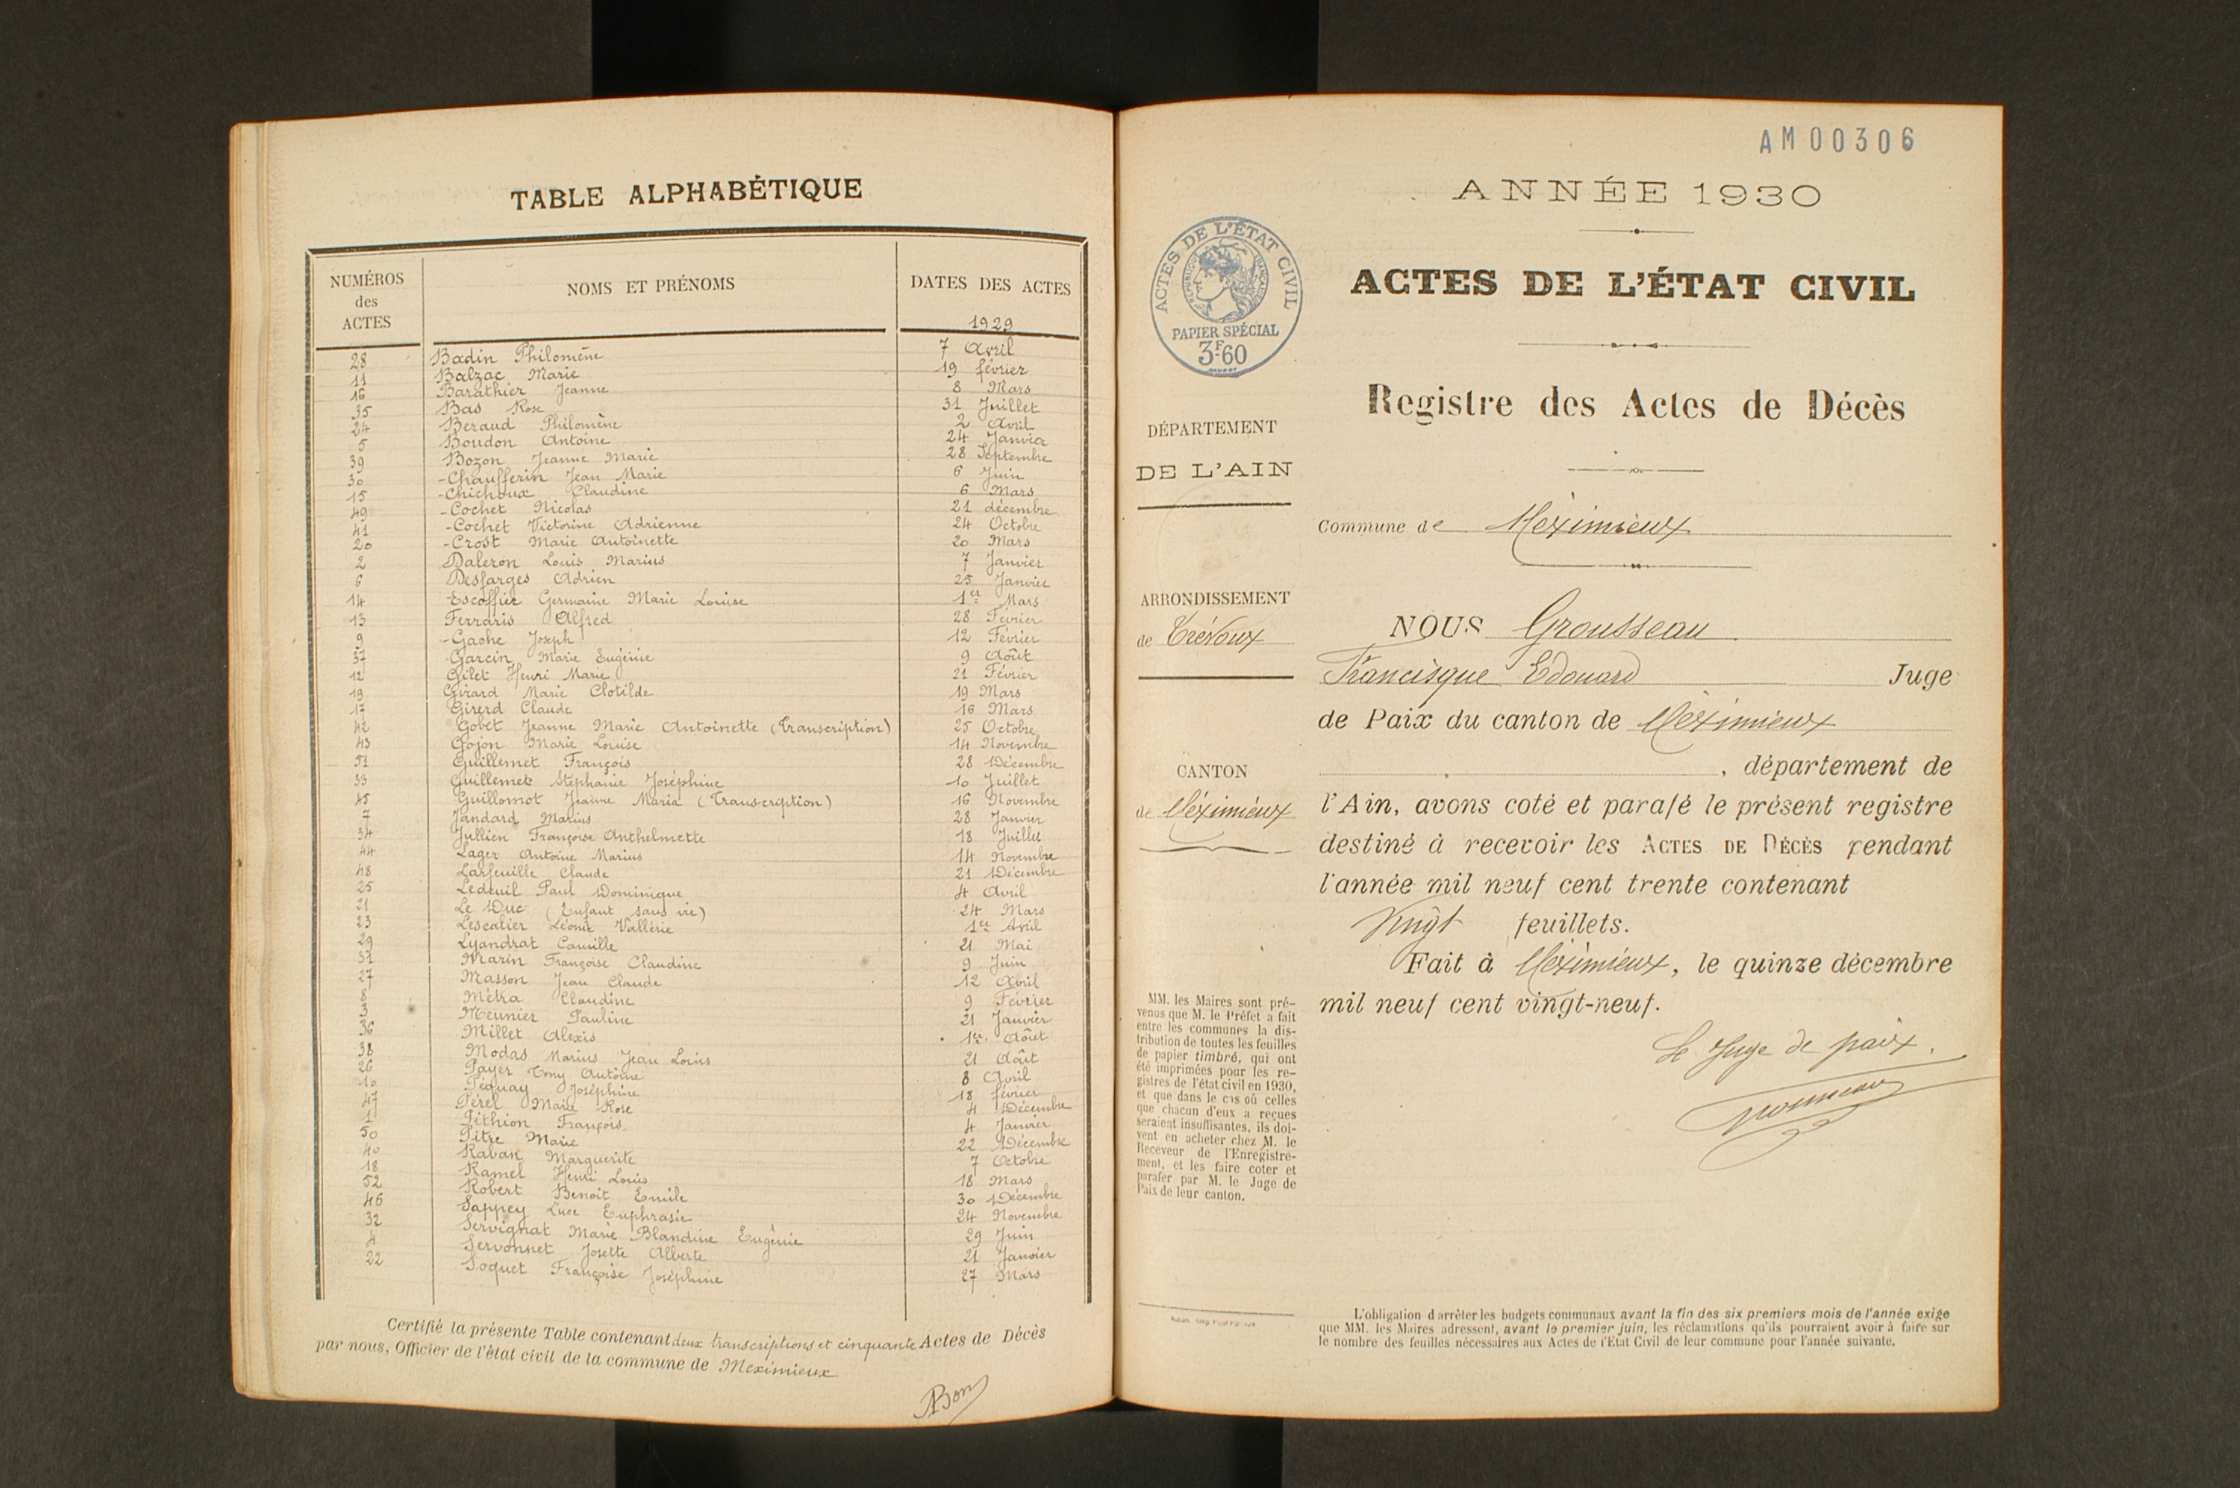 TABLE ALPHABÉTIQUE
NUMÉROS des ACTES NOMS ET PRÉNOMS DATES DES ACTES
1929
28 Badin Philomène 7 Avril
11 Balzac Marie 19 février
16 Barathier Jeanne 8 Mars
35 Bas Rose 31 Juillet
24 Beraud Philomène 2 Avril
5 Boudon Antoine 24 Janvier
39 Bozon Jeanne Marie 28 Septembre
30 -Chaufferin Jean Marie 6 Juin
15 -Chichoux Claudine 6 Mars
49 -Cochet Nicolas 21 décembre
41 -Cochet Victorine Adrienne 24 Octobre
20 -Crost Marie Antoinette 20 Mars
2 Daleron Louis Marius 7 Janvier
6 Desfarges Adrien 25 Janvier
14 Escoffier Germaine Marie Louise 1er Mars
13 Ferraris Alfred 28 Février
9 -Gache Joseph 12 Février
37 Garcin Marie Eugénie 9 Août
12 Gilet Henri Marie 21 Février
19 Girard Marie Clotilde 19 Mars
17 Girerd Claude 16 Mars
42 Gobet Jeanne Marie Antoinette (Transcription) 25 Octobre
43 Gojon Marie Louise 14 Novembre
51 Guillemet François 28 Décembre
33 Guillemet Stephanie Joséphine 10 Juillet
45 Guillomot Jeanne Maria (Transcription) 16 Novembre
7 Jandard Marius 28 Janvier
34 Jullien Françoise Anthelmette 18 Juillet
44 Lager Antoine Marius 14 Novembre
48 Larfeuille Claude 21 Décembre
25 Ledeuil Paul Dominique 4 Avril
21 Le Duc (Enfant sans vie) 24 Mars
23 Lescalier Léonie Vallérie 1er Avril
29 Lyandrat Camille 21 Mai
31 Marin Françoise Claudine 9 Juin
27 Masson Jean Claude 12 Avril
8 Métra Claudine 9 Février
3 Meunier Pauline 21 Janvier
36 Millet Alexis 1er Août
38 Modas Marius Jean Louis 21 Août
26 Payer Tony Antoine 8 Avril
10 Pequay Joséphine 18 février
47 Pérel Marie Rose 4 Décembre
1 Péthion François 4 Janvier
50 Pitre Marie 22 Décembre
40 Raban Marguerite 7 Octobre
18 Ramel Henri Louis 18 Mars
52 Robert Benoit Emile 30 Décembre
46 Sappey Luce Euphrasie 24 Novembre
32 Servignat Marie Blandine Eugénie 29 Juin
4 Servonnet Josette Alberte 21 Janvier
22 Soquet Françoise Joséphine 27 Mars
Certifié la présente Table contenant deux transcriptions et cinquante Actes de Décès
par nous, Officier de l'état civil de la commune de Meximieux
ABon
AM00306
ANNÉE 1930
ACTES DE L'ÉTAT CIVIL
RÉPUBLIQUE FRANÇAISE
PAPIER SPÉCIAL
3F60
ACTES DE L'ÉTAT CIVIL
Registre des Actes de Décès
DÉPARTEMENT
DE L'AIN
Commune de Méximieux
ARRONDISSEMENT
de Trévoux
NOUS Grousseau
Francisque Edouard Juge
de Paix du canton de Méximieux
CANTON
de Méximieux
, département de
l'Ain, avons coté et parafé le présent registre
destiné à recevoir les ACTES DE DÉCÈS pendant
l'année mil neuf cent trente contenant
Vingt feuillets.
Fait à Méximieux, le quinze décembre
mil neuf cent vingt-neuf.
Le Juge de paix.
MM. les Maires sont pré-
venus que M. le Préfet a fait
entre les communes la dis-
tribution de toutes les feuilles
de papier timbré, qui ont
été imprimées pour les re-
gistres de l'état civil en 1930,
et que dans le cas où celles
que chacun d'eux a reçues
seraient insuffisantes, ils doi-
vent en acheter chez M. le
Receveur de l'Enregistre-
ment, et les faire coter et
parafer par M. le Juge de
Paix de leur canton.
L'obligation d'arrêter les budgets communaux avant la fin des six premiers mois de l'année exige
que MM. les Maires adressent, avant le premier juin, les réclamations qu'ils pourraient avoir à faire sur
le nombre des feuilles nécessaires aux Actes de l'État Civil de leur commune pour l'année suivante.